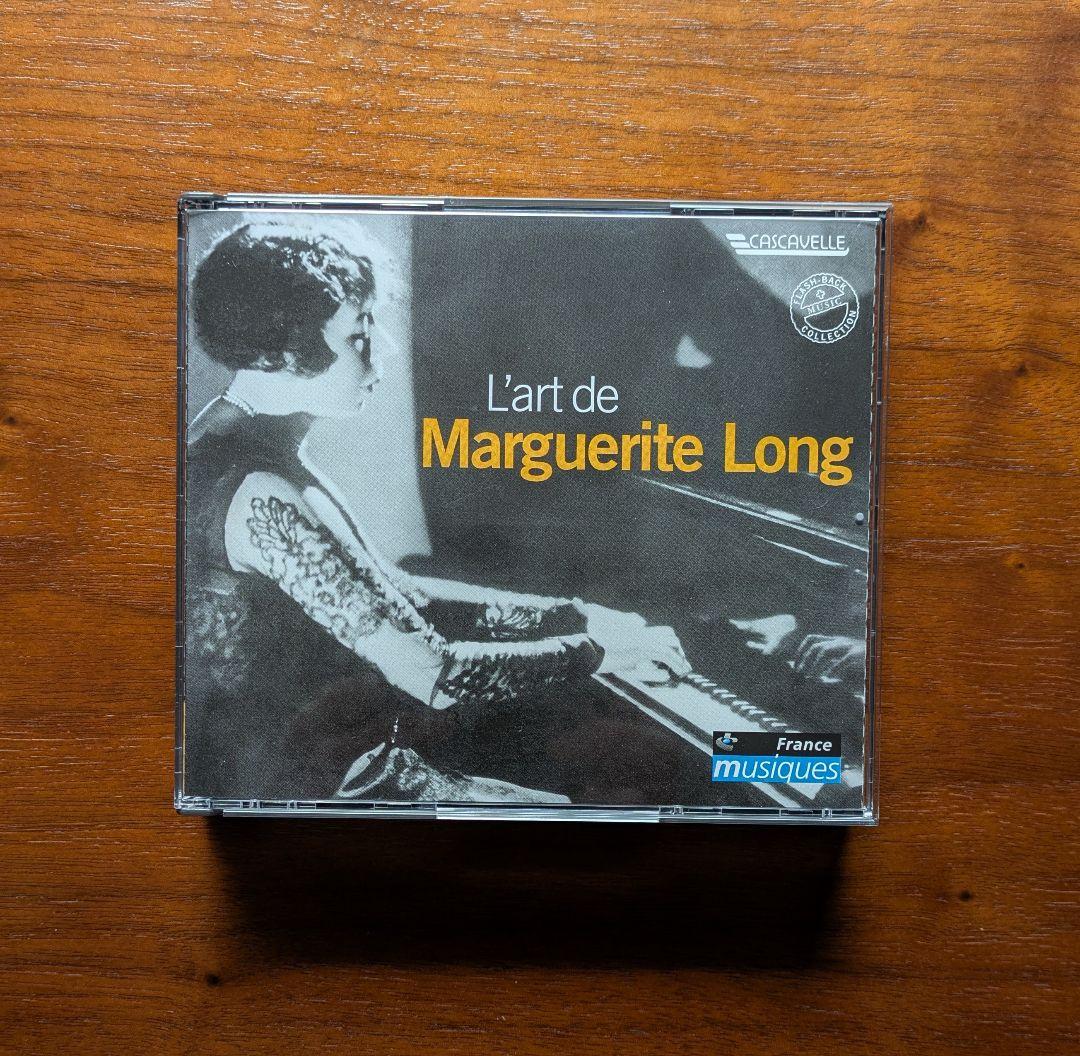 CASCAVELLE
FLASH-BACK
MUSIC
COLLECTION
L'art de
Marguerite Long
France
musiques